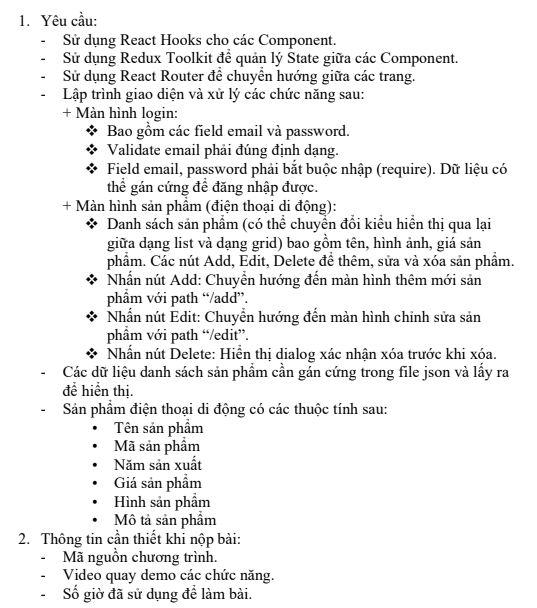 1. Yêu cầu:
- Sử dụng React Hooks cho các Component.
- Sử dụng Redux Toolkit để quản lý State giữa các Component.
- Sử dụng React Router để chuyển hướng giữa các trang.
- Lập trình giao diện và xử lý các chức năng sau:
+ Màn hình login:
❖ Bao gồm các field email và password.
❖ Validate email phải đúng định dạng.
❖ Field email, password phải bắt buộc nhập (require). Dữ liệu có
thể gán cứng để đăng nhập được.
+ Màn hình sản phẩm (điện thoại di động):
❖ Danh sách sản phẩm (có thể chuyển đổi kiểu hiển thị qua lại
giữa dạng list và dạng grid) bao gồm tên, hình ảnh, giá sản
phẩm. Các nút Add, Edit, Delete để thêm, sửa và xóa sản phẩm.
❖ Nhấn nút Add: Chuyển hướng đến màn hình thêm mới sản
phẩm với path “/add”.
❖ Nhấn nút Edit: Chuyển hướng đến màn hình chỉnh sửa sản
phẩm với path “/edit”.
❖ Nhấn nút Delete: Hiển thị dialog xác nhận xóa trước khi xóa.
- Các dữ liệu danh sách sản phẩm cần gán cứng trong file json và lấy ra
để hiển thị.
- Sản phẩm điện thoại di động có các thuộc tính sau:
• Tên sản phẩm
• Mã sản phẩm
• Năm sản xuất
• Giá sản phẩm
• Hình sản phẩm
• Mô tả sản phẩm
2. Thông tin cần thiết khi nộp bài:
- Mã nguồn chương trình.
- Video quay demo các chức năng.
- Số giờ đã sử dụng để làm bài.